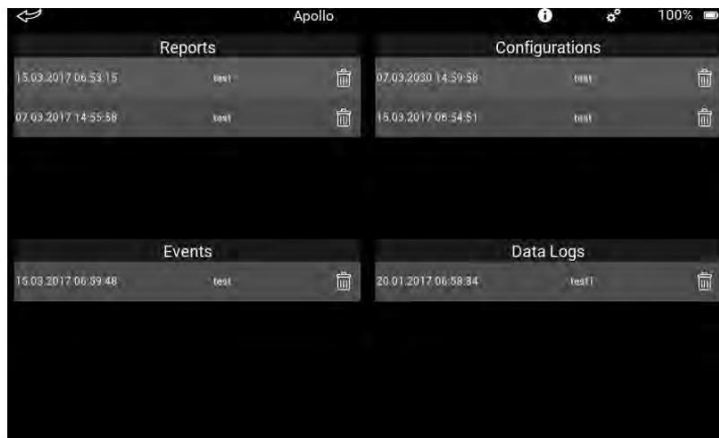 Apollo 100%
Reports
15.03.2017 06:53:15 test
07.03.2017 14:55:58 test
Configurations
07.03.2030 14:59:58 test
15.03.2017 06:54:51 test
Events
15.03.2017 06:59:48 test
Data Logs
20.01.2017 06:58:34 test1